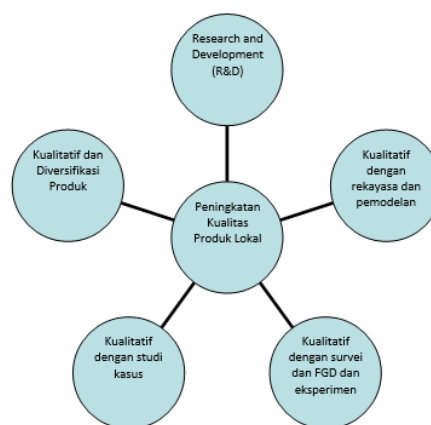 Research and
Development
(R&D)
Kualitatif dan
Diversifikasi
Produk
Kualitatif
dengan
rekayasa dan
pemodelan
Peningkatan
Kualitas
Produk Lokal
Kualitatif
dengan studi
kasus
Kualitatif
dengan survei
dan FGD dan
eksperimen